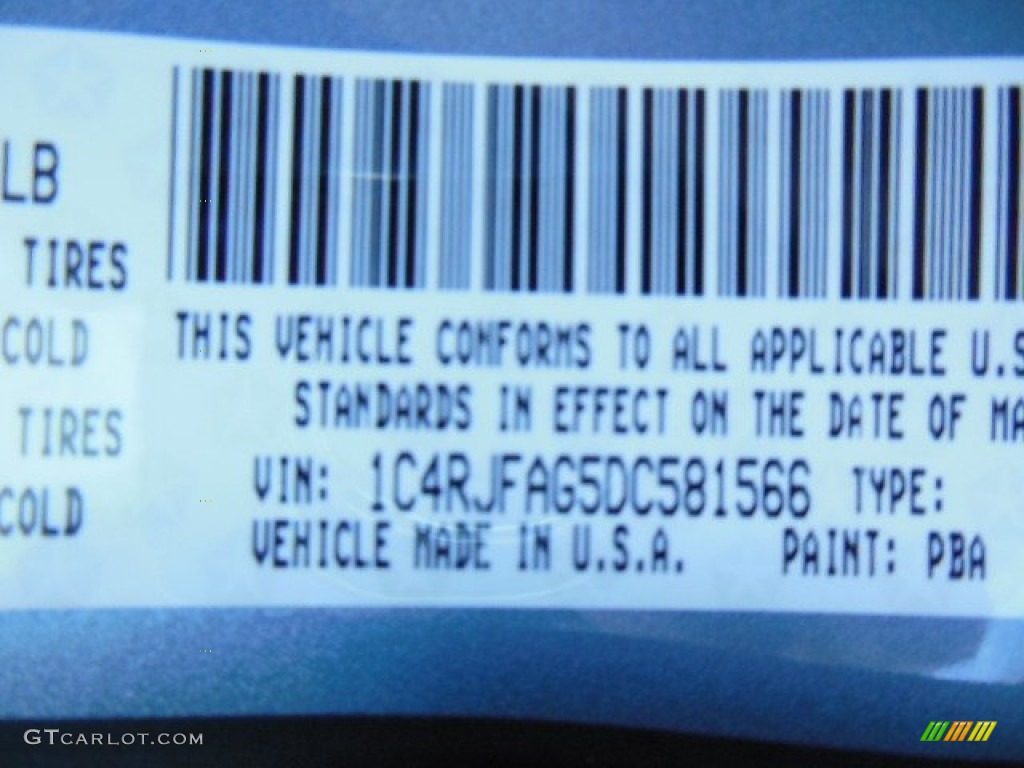 LB
TIRES
COLD
TIRES
COLD
THIS VEHICLE CONFORMS TO ALL APPLICABLE U.S
STANDARDS IN EFFECT ON THE DATE OF MA
VIN: 1C4RJFAG5DC581566 TYPE:
VEHICLE MADE IN U.S.A. PAINT: PBA
GTCARLOT.COM